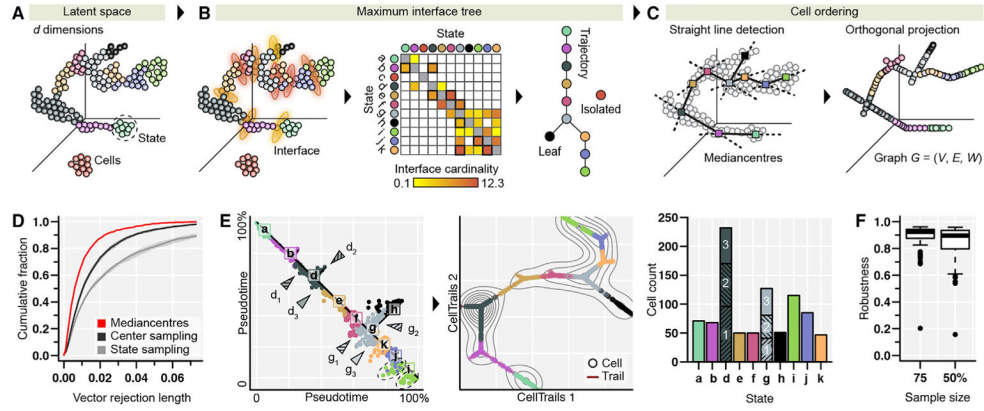 A
Latent space
d dimensions
State
Cells
B
Maximum interface tree
Interface
State
State
Interface cardinality
0.1
12.3
Trajectory
Isolated
Leaf
C
Cell ordering
Straight line detection
Mediancentres
Orthogonal projection
Graph G = (V, E, W)
D
Cumulative fraction
1.0
0.8
0.6
0.4
0.2
0.0
Mediancentres
Center sampling
State sampling
0.00
0.02
0.04
0.06
Vector rejection length
E
100%
Pseudotime
0
a
b
d
e
f
g
h
k
j
i
d2
d1
d3
g2
g1
g3
0
Pseudotime
100%
CellTrails 2
Cell
Trail
CellTrails 1
Cell count
250
200
150
100
50
0
3
2
1
3
2
1
a b d e f g h i j k
State
F
Robustness
1.0
0.8
0.6
0.4
0.2
0.0
75
50%
Sample size